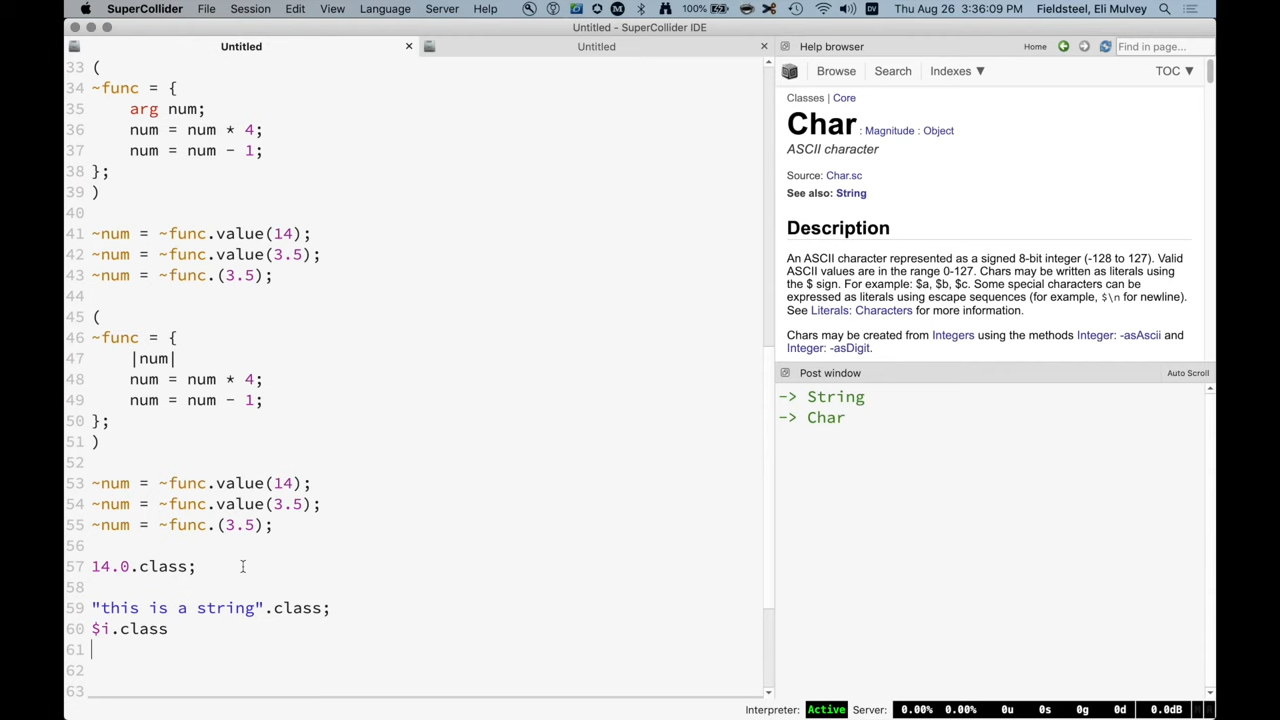 SuperCollider File Session Edit View Language Server Help 100% Thu Aug 26 3:36:09 PM Fieldsteel, Eli Mulvey
Untitled - SuperCollider IDE
Untitled Untitled
33 (
34 ~func = {
35 arg num;
36 num = num * 4;
37 num = num - 1;
38 };
39 )
40
41 ~num = ~func.value(14);
42 ~num = ~func.value(3.5);
43 ~num = ~func.(3.5);
44
45 (
46 ~func = {
47 |num|
48 num = num * 4;
49 num = num - 1;
50 };
51 )
52
53 ~num = ~func.value(14);
54 ~num = ~func.value(3.5);
55 ~num = ~func.(3.5);
56
57 14.0.class;
58
59 "this is a string".class;
60 $i.class
61
62
63
Help browser Home Find in page...
Browse Search Indexes ▼ TOC ▼
Classes | Core
Char : Magnitude : Object
ASCII character
Source: Char.sc
See also: String
Description
An ASCII character represented as a signed 8-bit integer (-128 to 127). Valid
ASCII values are in the range 0-127. Chars may be written as literals using
the $ sign. For example: $a, $b, $c. Some special characters can be
expressed as literals using escape sequences (for example, $\n for newline).
See Literals: Characters for more information.
Chars may be created from Integers using the methods Integer: -asAscii and
Integer: -asDigit.
Post window Auto Scroll
-> String
-> Char
Interpreter: Active Server: 0.00% 0.00% 0u 0s 0g 0d 0.0dB M R